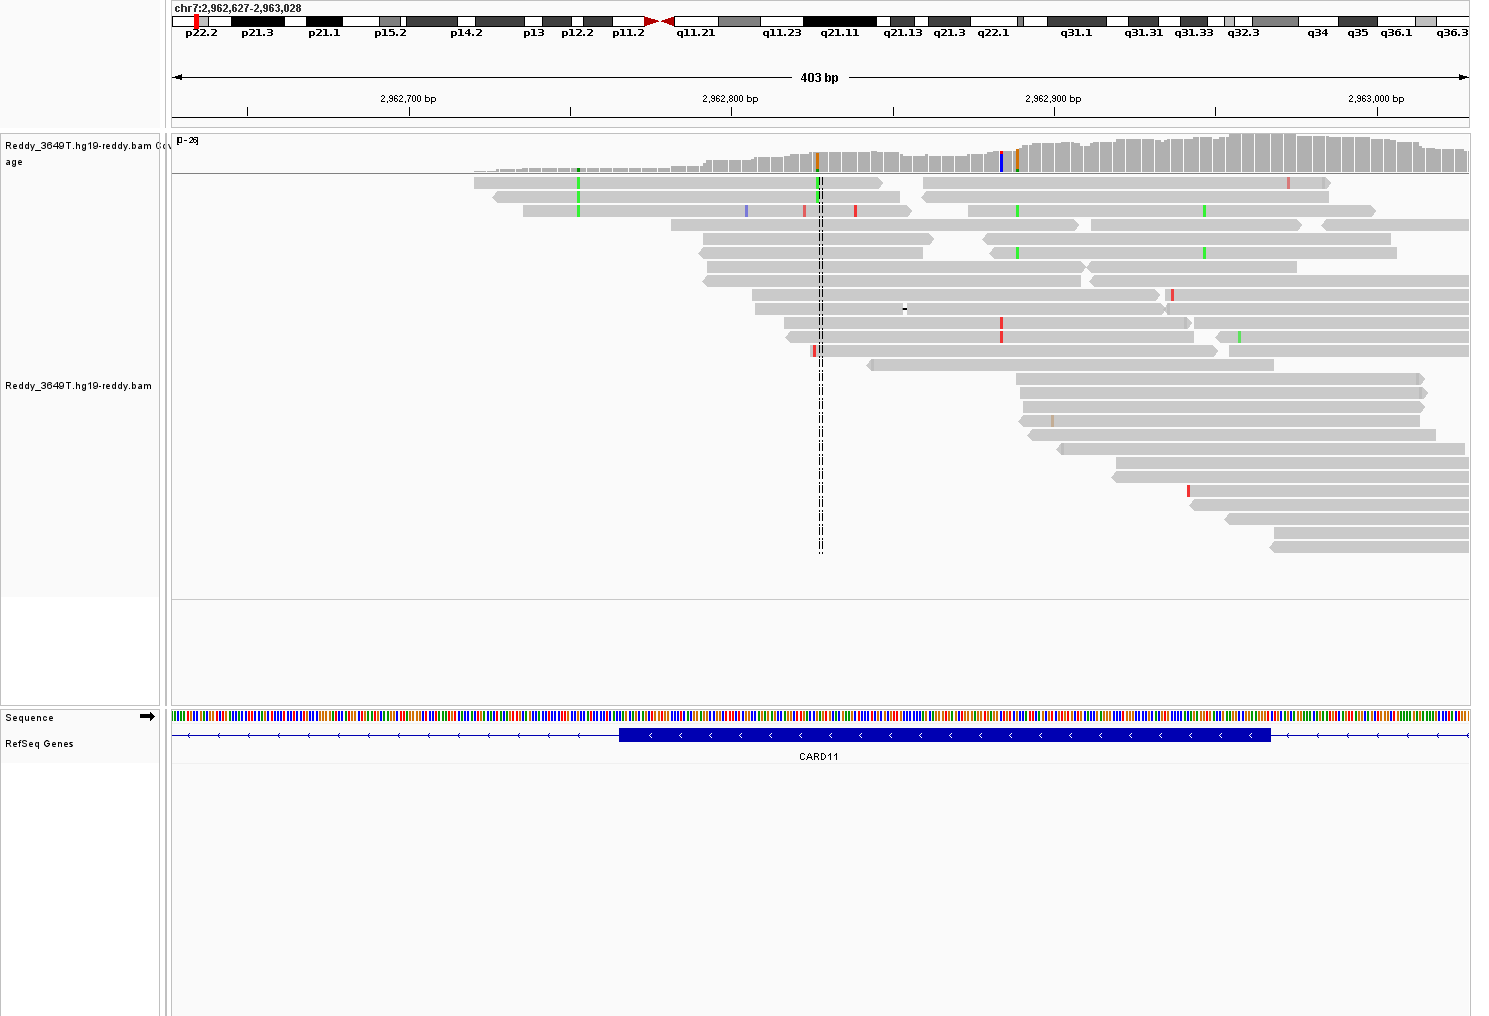 chr7:2,962,627-2,963,028
p22.2 p21.3 p21.1 p15.2 p14.2 p13 p12.2 p11.2 q11.21 q11.23 q21.11 q21.13 q21.3 q22.1 q31.1 q31.31 q31.33 q32.3 q34 q35 q36.1 q36.3
403 bp
2,962,700 bp 2,962,800 bp 2,962,900 bp 2,963,000 bp
Reddy_3649T.hg19-reddy.bam Cov
age
[0-26]
Reddy_3649T.hg19-reddy.bam
Sequence
RefSeq Genes
CARD11